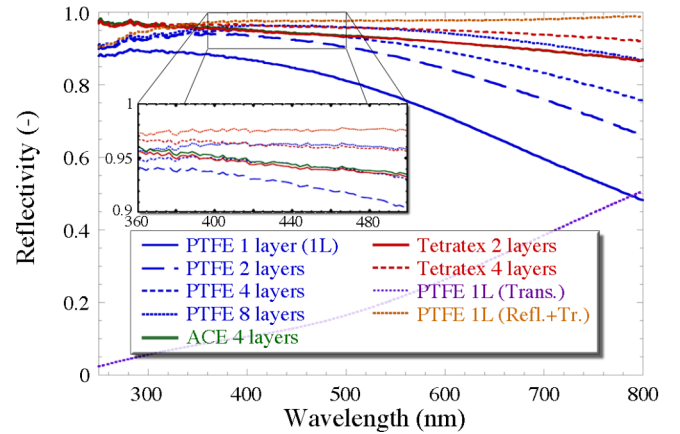 1
0.8
0.6
0.4
0.2
0
Reflectivity (-)
1
0.95
0.9
360
400
440
480
PTFE 1 layer (1L)
PTFE 2 layers
PTFE 4 layers
PTFE 8 layers
ACE 4 layers
Tetratex 2 layers
Tetratex 4 layers
PTFE 1L (Trans.)
PTFE 1L (Refl.+Tr.)
300
400
500
600
700
800
Wavelength (nm)